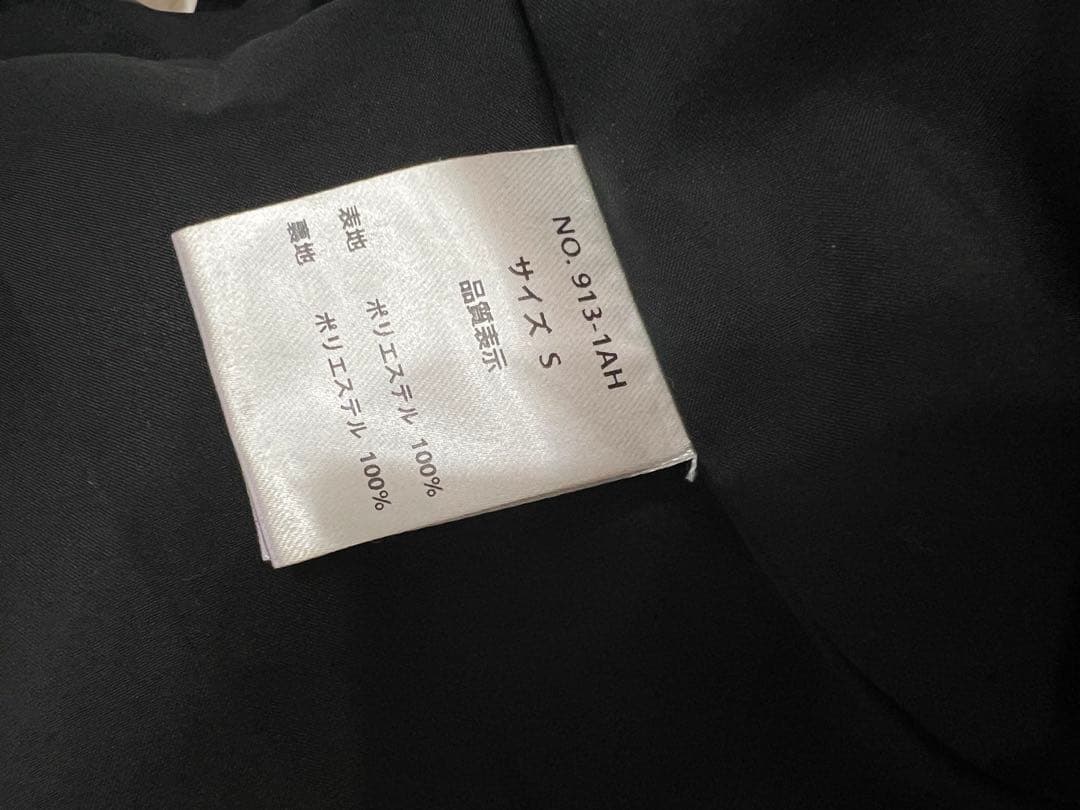 NO. 913-1AH
サイズ S
品質表示
表地 ポリエステル 100%
裏地 ポリエステル 100%